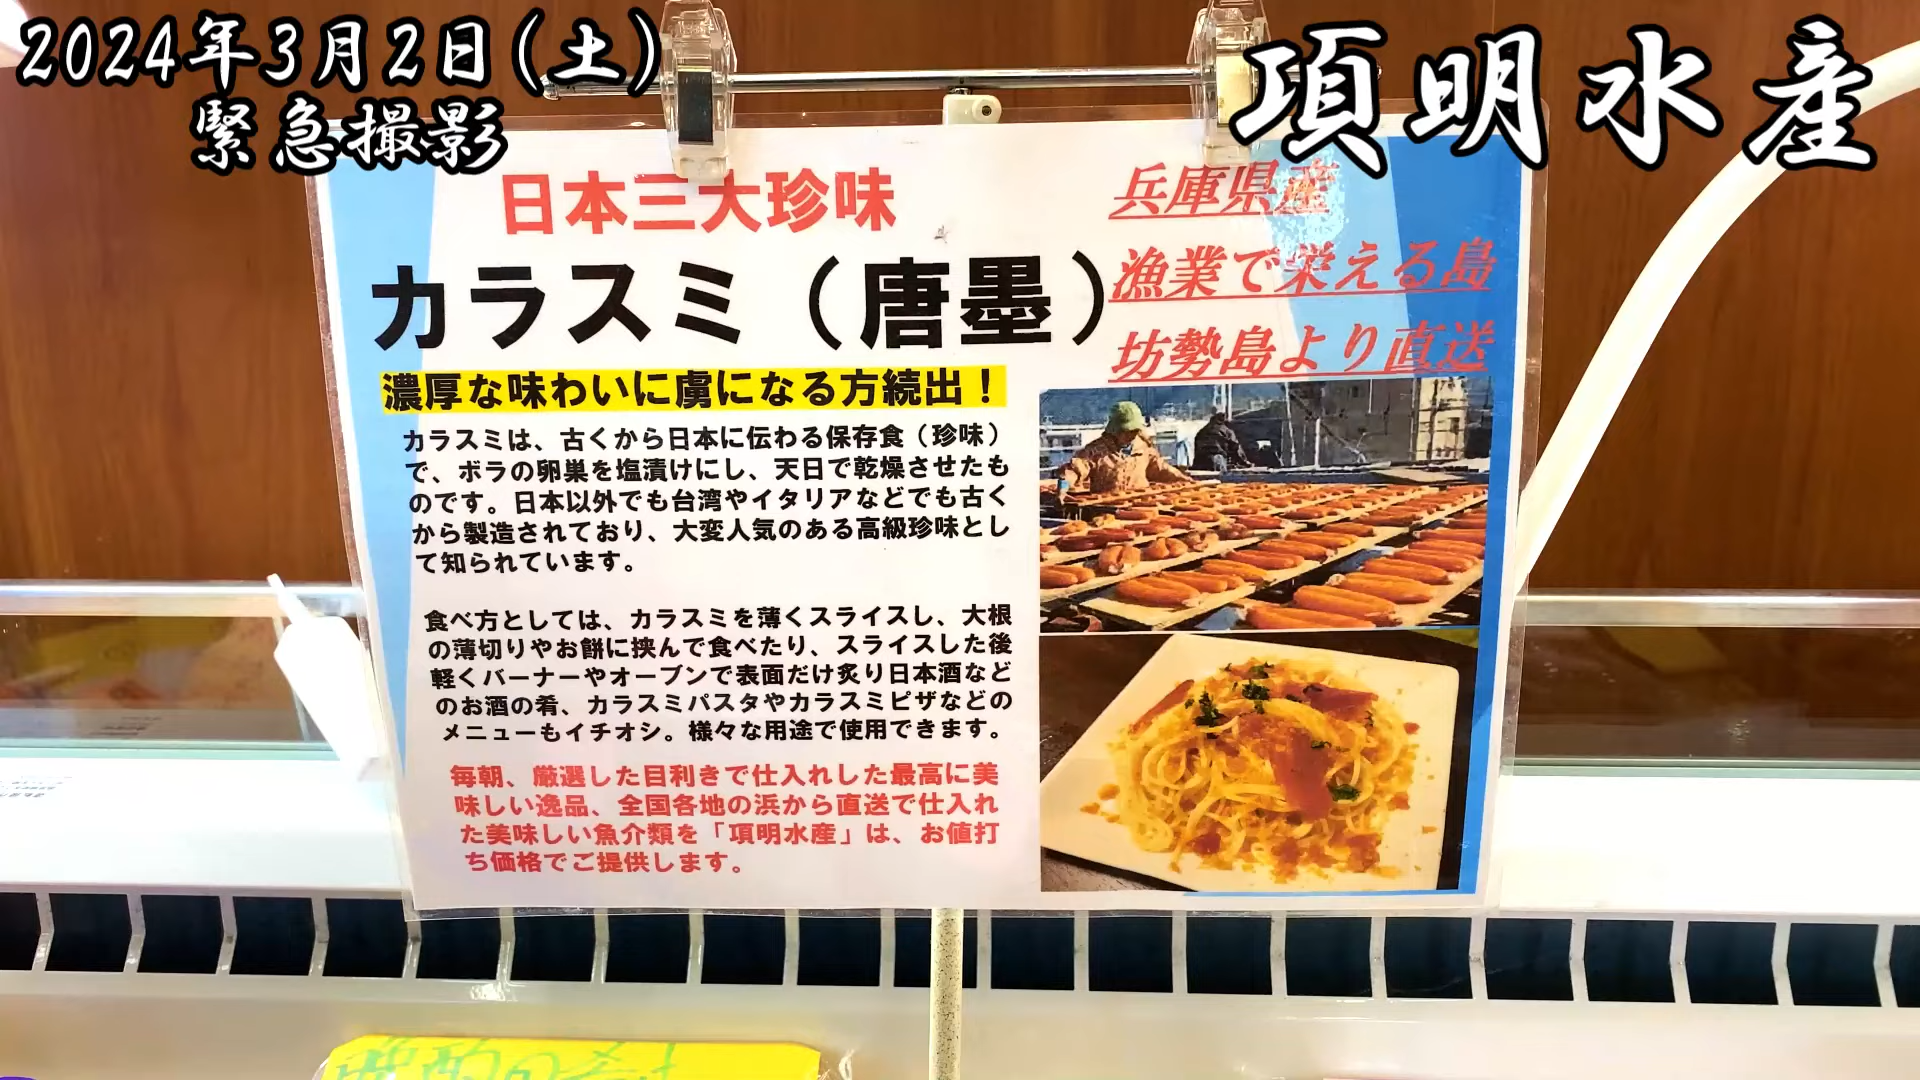 2024年3月2日(土)
緊急撮影
項明水産
日本三大珍味
カラスミ（唐墨）
兵庫県産
漁業で栄える島
坊勢島より直送
濃厚な味わいに虜になる方続出！
カラスミは、古くから日本に伝わる保存食（珍味）
で、ボラの卵巣を塩漬けにし、天日で乾燥させたも
のです。日本以外でも台湾やイタリアなどでも古く
から製造されており、大変人気のある高級珍味とし
て知られています。
食べ方としては、カラスミを薄くスライスし、大根
の薄切りやお餅に挟んで食べたり、スライスした後
軽くバーナーやオーブンで表面だけ炙り日本酒など
のお酒の肴、カラスミパスタやカラスミピザなどの
メニューもイチオシ。様々な用途で使用できます。
毎朝、厳選した目利きで仕入れした最高に美
味しい逸品、全国各地の浜から直送で仕入れ
た美味しい魚介類を「項明水産」は、お値打
ち価格でご提供します。